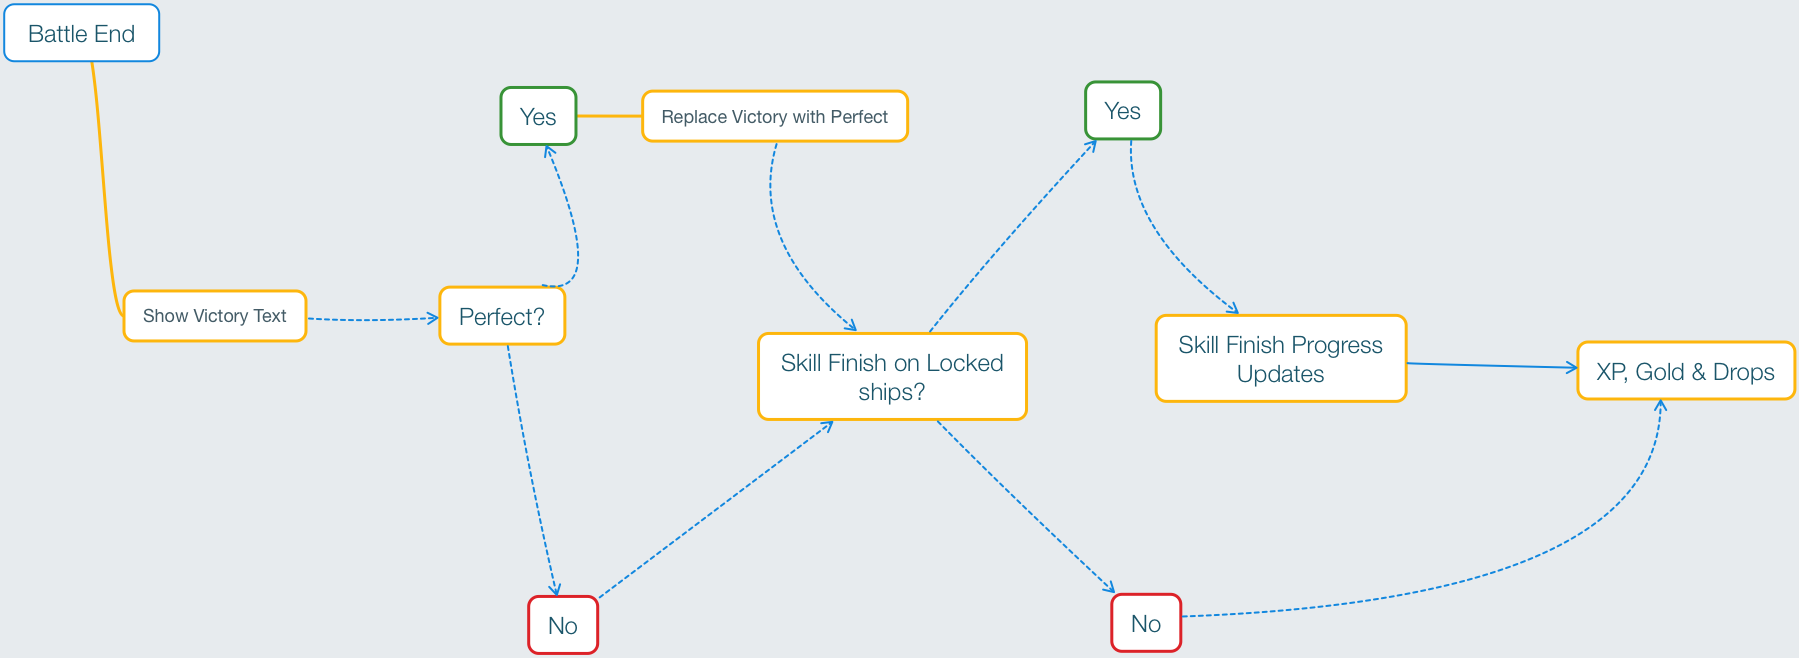 Battle End
Show Victory Text
Perfect?
Yes
Replace Victory with Perfect
No
Skill Finish on Locked
ships?
Yes
Skill Finish Progress
Updates
No
XP, Gold & Drops